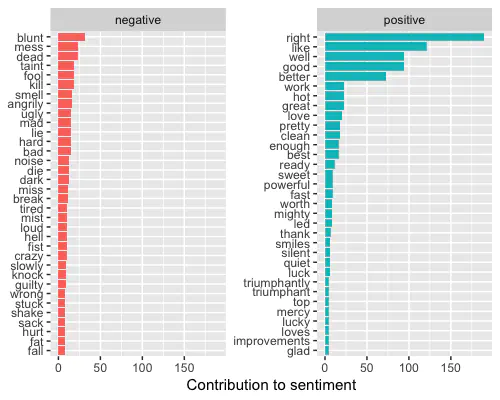 negative
blunt
mess
dead
taint
fool
kill
smell
angrily
ugly
mad
lie
hard
bad
noise
die
dark
miss
break
tired
mist
loud
hell
fist
crazy
slowly
knock
guilty
wrong
stuck
shake
sack
hurt
fat
fall
0 50 100 150
positive
right
like
well
good
better
work
hot
great
love
pretty
clean
enough
best
ready
sweet
powerful
fast
worth
mighty
led
thank
smiles
silent
quiet
luck
triumphantly
triumphant
top
mercy
lucky
loves
improvements
glad
0 50 100 150
Contribution to sentiment